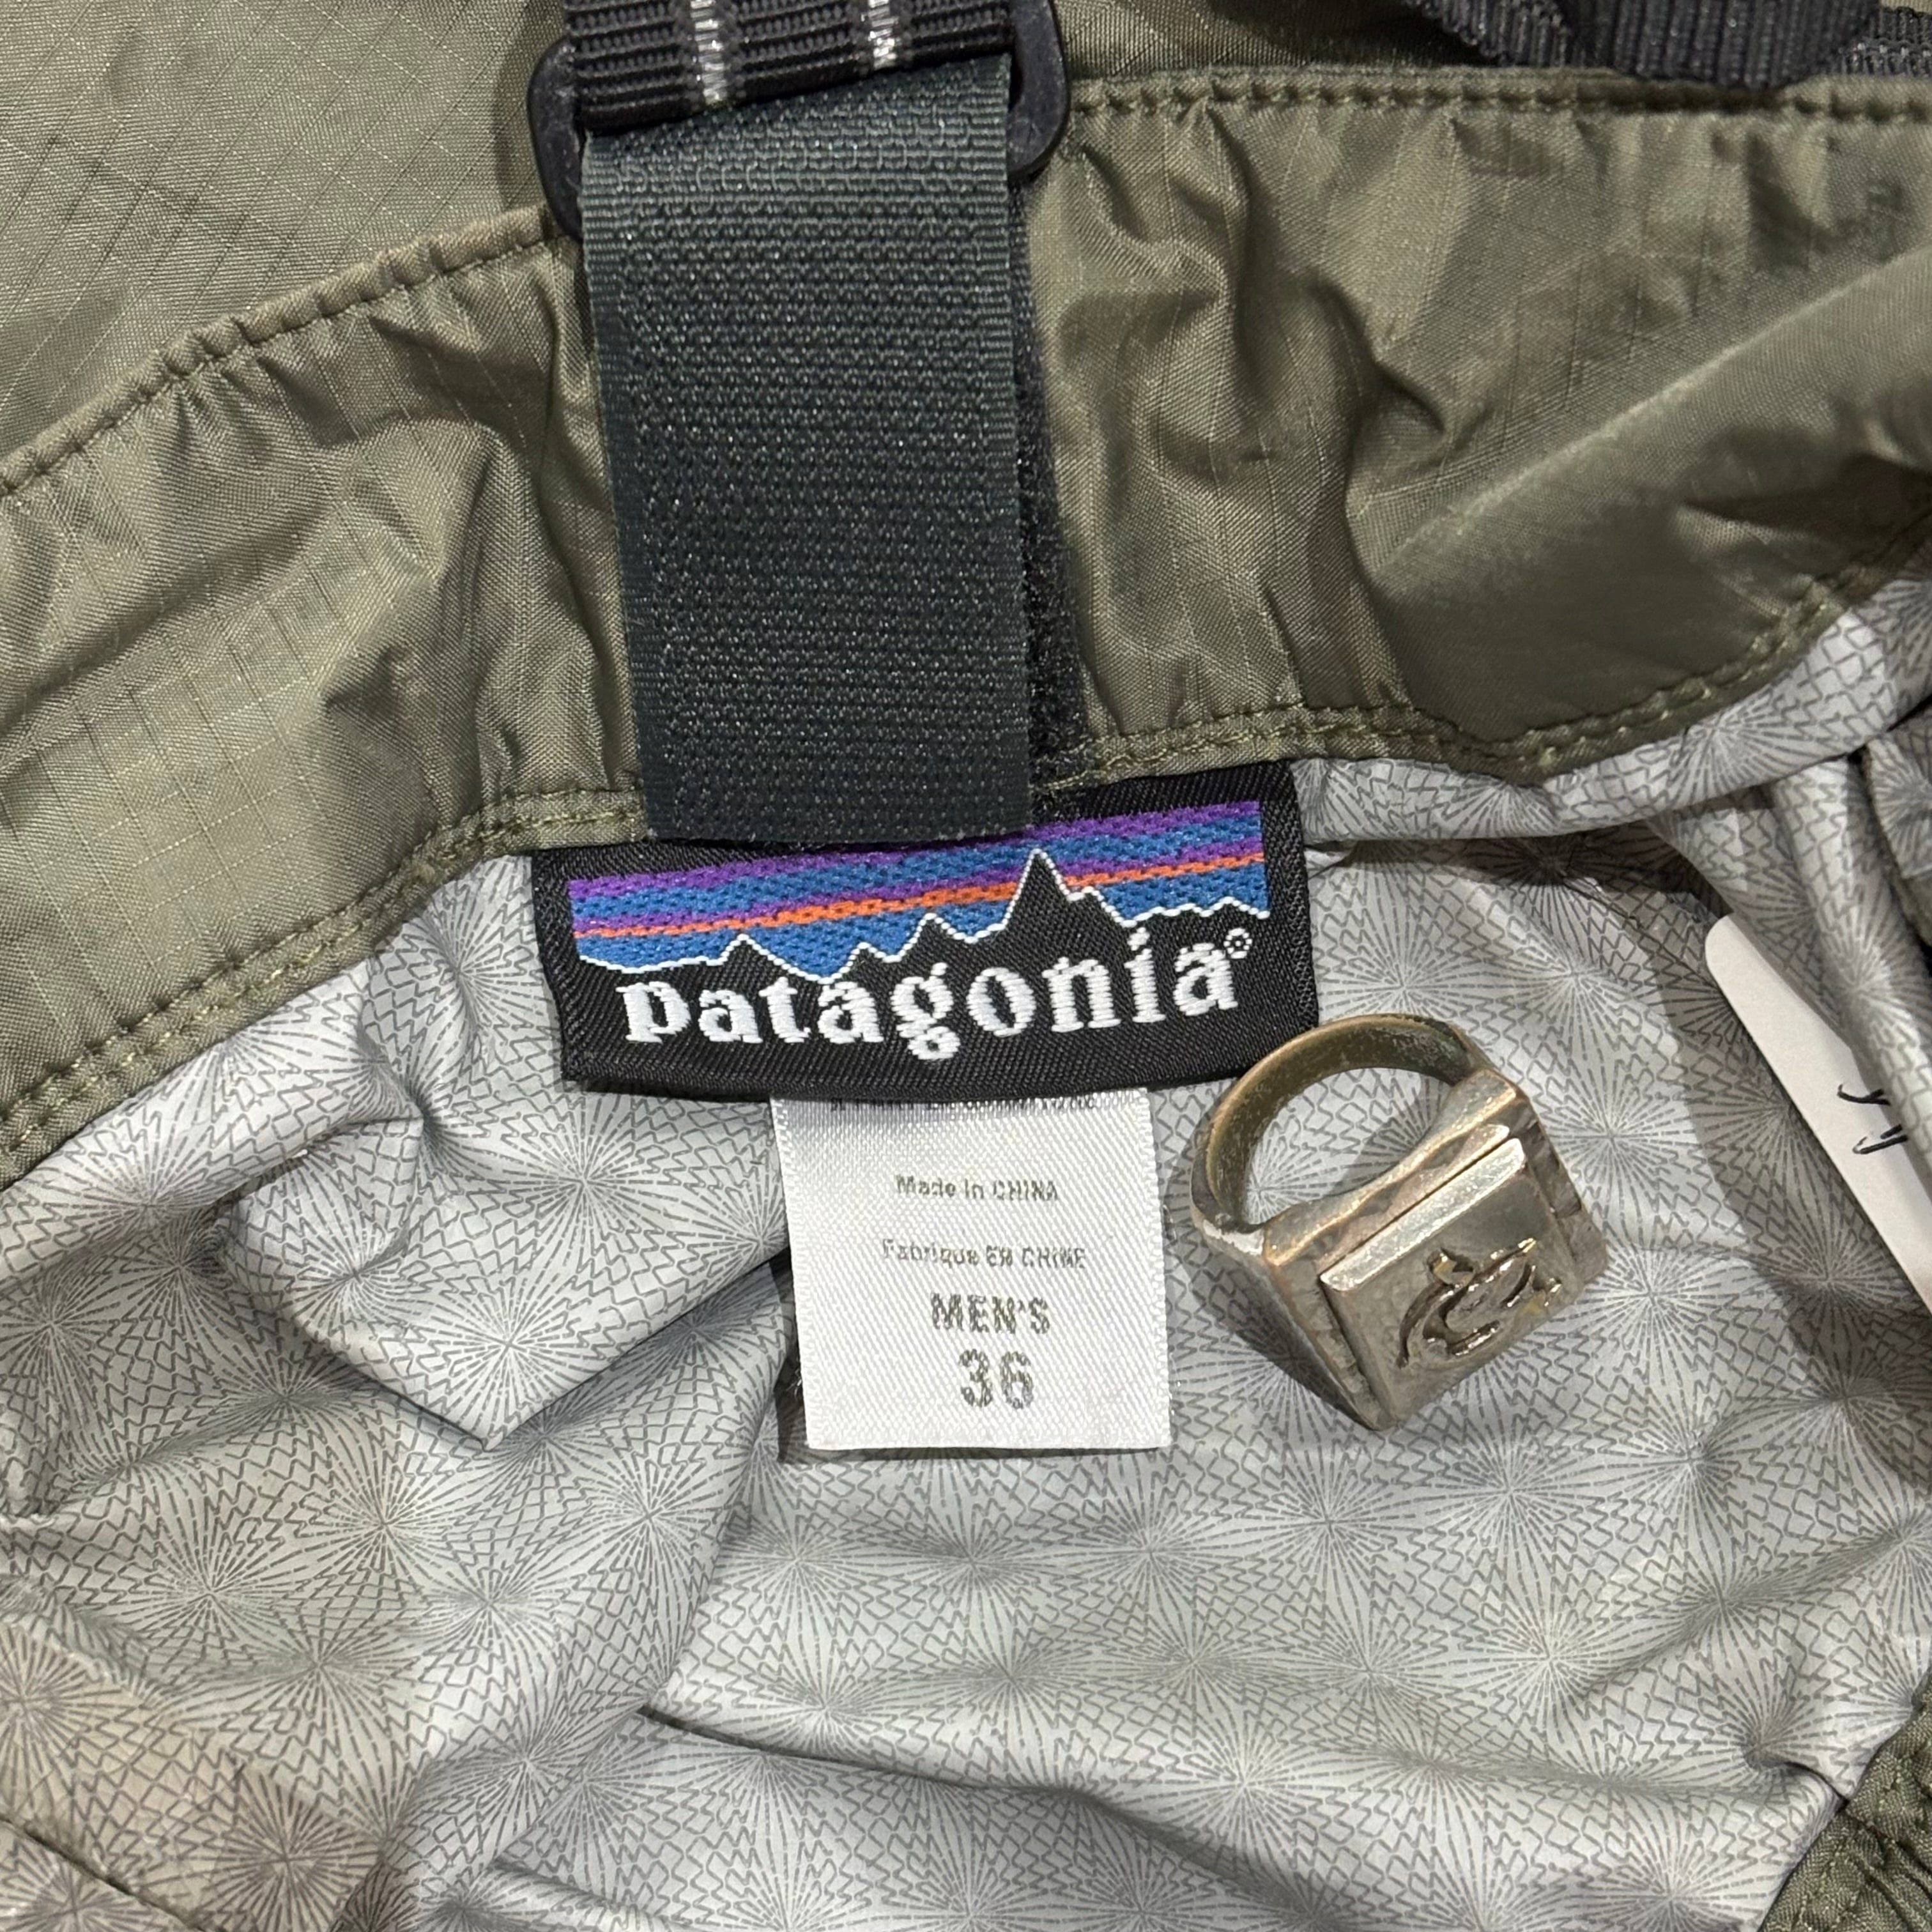 patagonia®
Made in CHINA
Fabriqué EN CHINE
MEN'S
36